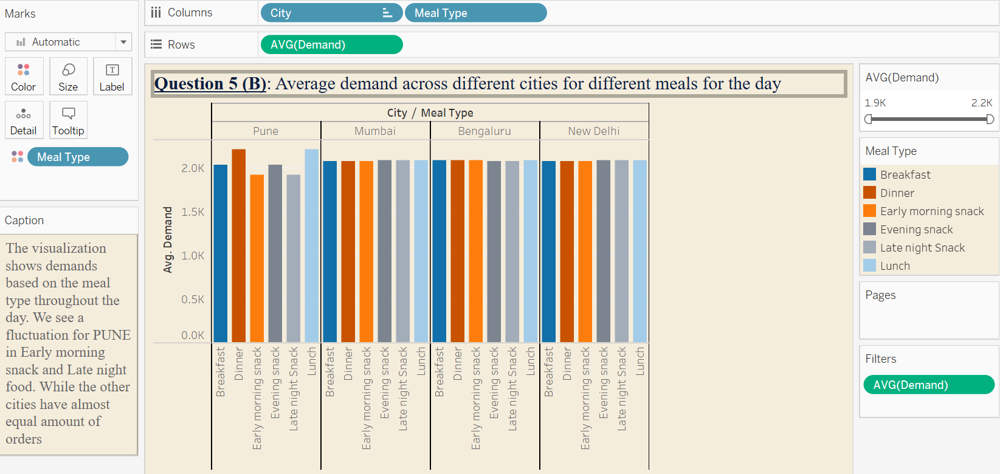 Marks
Automatic
Color Size Label
Detail Tooltip
Meal Type
Caption
The visualization
shows demands
based on the meal
type throughout the
day. We see a
fluctuation for PUNE
in Early morning
snack and Late night
food. While the other
cities have almost
equal amount of
orders
Columns City Meal Type
Rows AVG(Demand)
Question 5 (B): Average demand across different cities for different meals for the day
City / Meal Type
Pune Mumbai Bengaluru New Delhi
Avg. Demand
2.0K
1.5K
1.0K
0.5K
0.0K
Breakfast
Dinner
Early morning snack
Evening snack
Late night Snack
Lunch
Breakfast
Dinner
Early morning snack
Evening snack
Late night Snack
Lunch
Breakfast
Dinner
Early morning snack
Evening snack
Late night Snack
Lunch
Breakfast
Dinner
Early morning snack
Evening snack
Late night Snack
Lunch
AVG(Demand)
1.9K 2.2K
Meal Type
Breakfast
Dinner
Early morning snack
Evening snack
Late night Snack
Lunch
Pages
Filters
AVG(Demand)